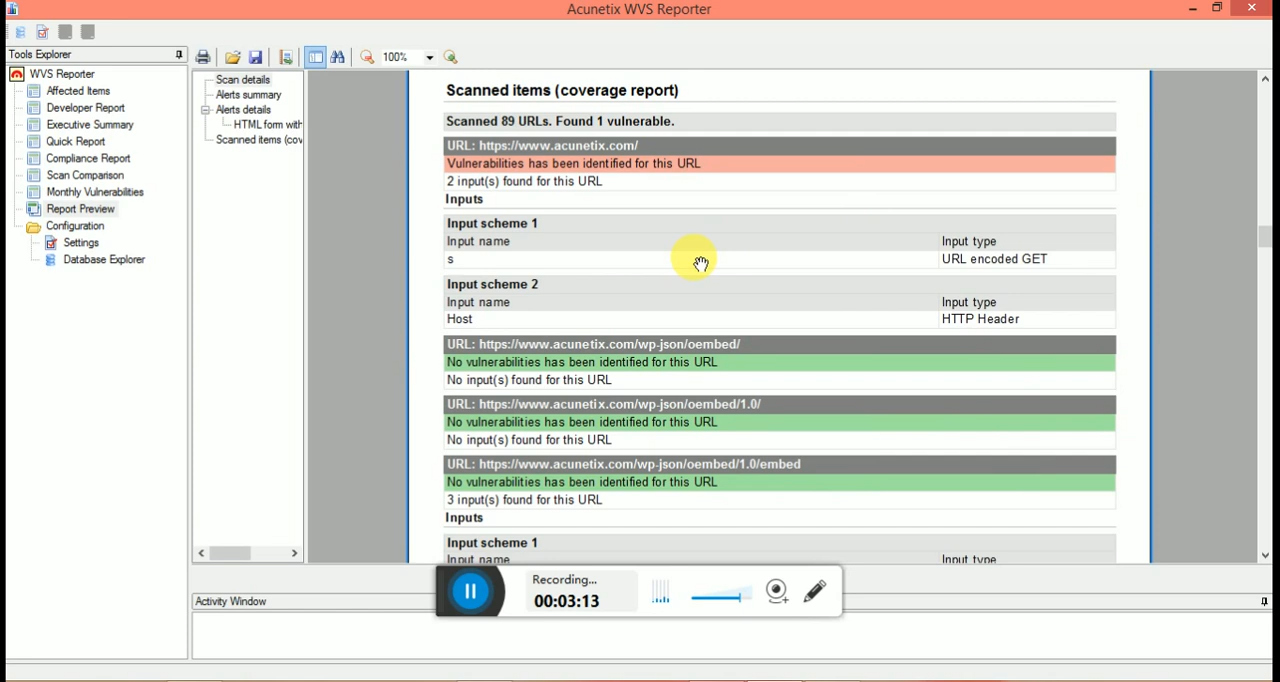 Acunetix WVS Reporter
Tools Explorer
100%
WVS Reporter
Affected Items
Developer Report
Executive Summary
Quick Report
Compliance Report
Scan Comparison
Monthly Vulnerabilities
Report Preview
Configuration
Settings
Database Explorer
Scan details
Alerts summary
Alerts details
HTML form with
Scanned items (cov
Scanned items (coverage report)
Scanned 89 URLs. Found 1 vulnerable.
URL: https://www.acunetix.com/
Vulnerabilities has been identified for this URL
2 input(s) found for this URL
Inputs
Input scheme 1
Input name Input type
s URL encoded GET
Input scheme 2
Input name Input type
Host HTTP Header
URL: https://www.acunetix.com/wp-json/oembed/
No vulnerabilities has been identified for this URL
No input(s) found for this URL
URL: https://www.acunetix.com/wp-json/oembed/1.0/
No vulnerabilities has been identified for this URL
No input(s) found for this URL
URL: https://www.acunetix.com/wp-json/oembed/1.0/embed
No vulnerabilities has been identified for this URL
3 input(s) found for this URL
Inputs
Input scheme 1
Input name Input type
Recording...
00:03:13
Activity Window